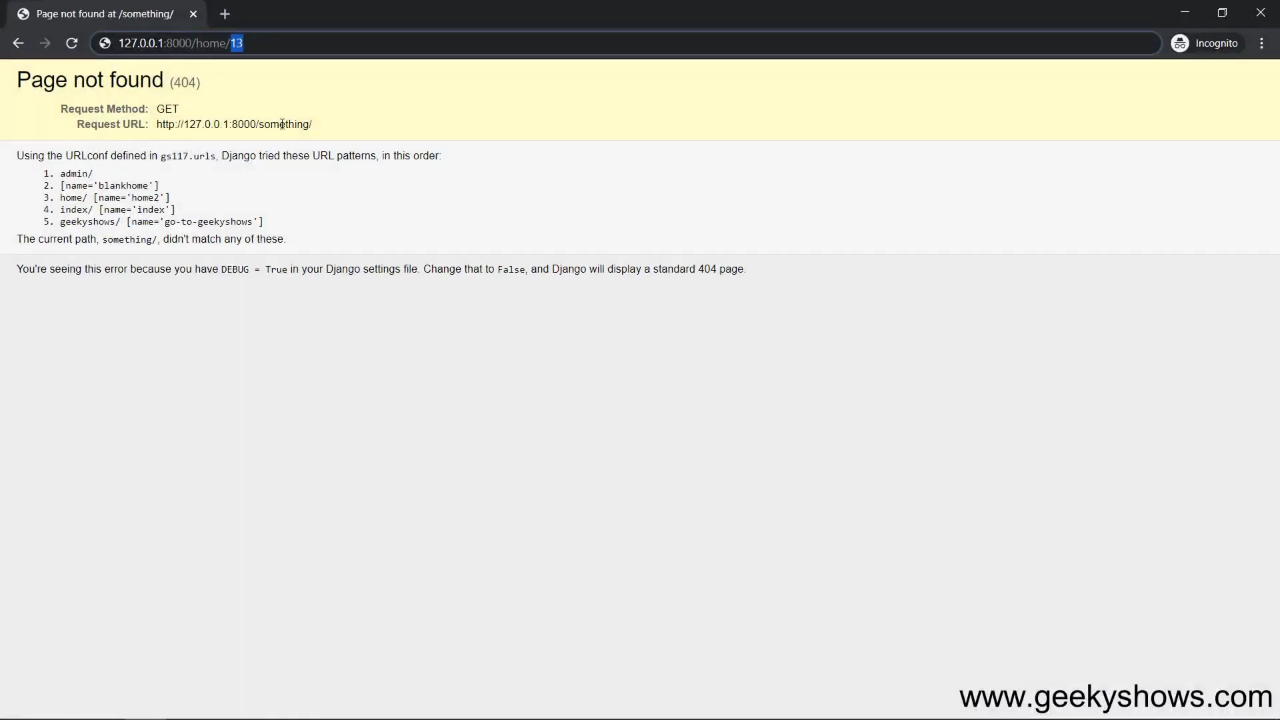 Page not found at /something/
127.0.0.1:8000/home/13
Incognito
Page not found (404)
Request Method: GET
Request URL: http://127.0.0.1:8000/something/
Using the URLconf defined in gs117.urls, Django tried these URL patterns, in this order:
1. admin/
2. [name='blankhome']
3. home/ [name='home2']
4. index/ [name='index']
5. geekyshows/ [name='go-to-geekyshows']
The current path, something/, didn't match any of these.
You're seeing this error because you have DEBUG = True in your Django settings file. Change that to False, and Django will display a standard 404 page.
www.geekyshows.com